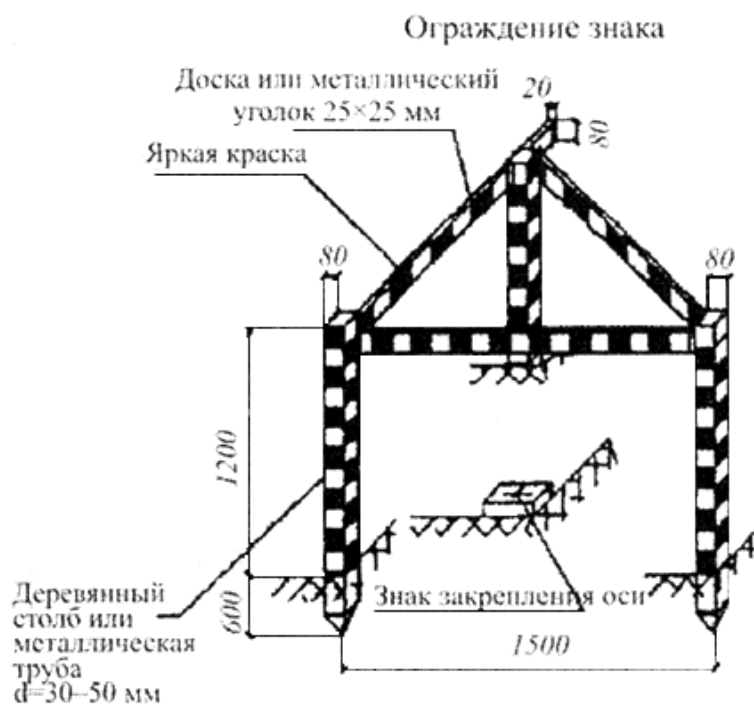 Ограждение знака
Доска или металлический
уголок 25×25 мм
20
80
Яркая краска
80
80
1200
600
Деревянный
столб или
металлическая
труба
d=30–50 мм
Знак закрепления оси
1500